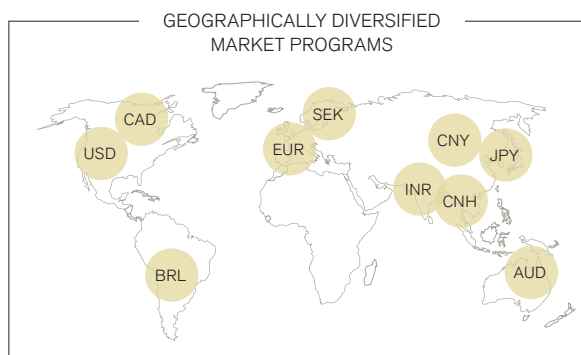 GEOGRAPHICALLY DIVERSIFIED
MARKET PROGRAMS
CAD
SEK
USD
EUR
CNY
JPY
INR
CNH
BRL
AUD